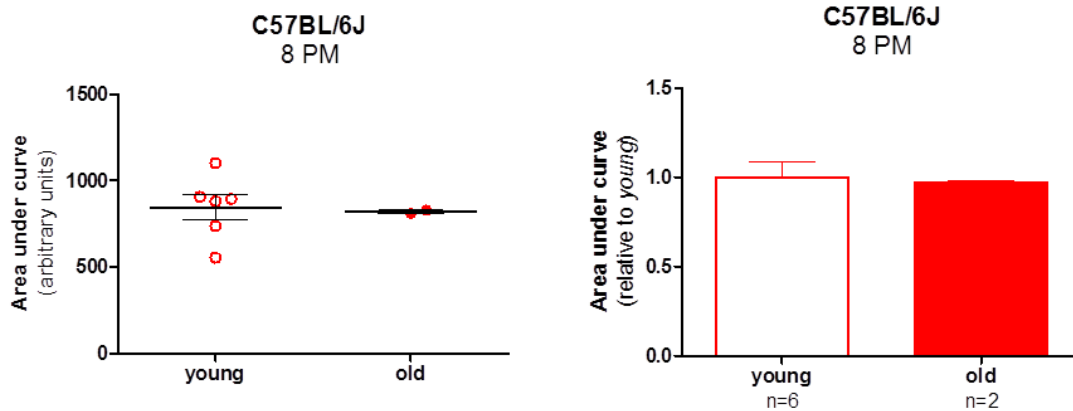 C57BL/6J
8 PM
Area under curve
(arbitrary units)
1500
1000
500
0
young
old
C57BL/6J
8 PM
Area under curve
(relative to young)
1.5
1.0
0.5
0.0
young
old
n=6
n=2